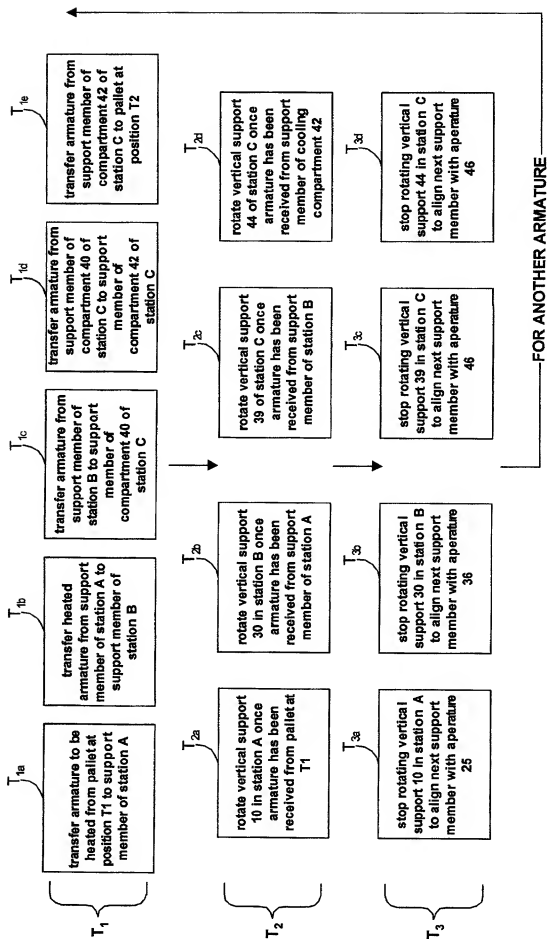 T1
T1a
transfer armature to be
heated from pallet at
position T1 to support
member of station A
T1b
transfer heated
armature from support
member of station A to
support member of
station B
T1c
transfer armature from
support member of
station B to support
member of
compartment 40 of
station C
T1d
transfer armature from
support member of
compartment 40 of
station C to support
member of
compartment 42 of
station C
T1e
transfer armature from
support member of
compartment 42 of
station C to pallet at
position T2
T2
T2a
rotate vertical support
10 in station A once
armature has been
received from pallet at
T1
T2b
rotate vertical support
30 in station B once
armature has been
received from support
member of station A
T2c
rotate vertical support
39 of station C once
armature has been
received from support
member of station B
T2d
rotate vertical support
44 of station C once
armature has been
received from support
member of cooling
compartment 42
T3
T3a
stop rotating vertical
support 10 in station A
to align next support
member with aperature
25
T3b
stop rotating vertical
support 30 in station B
to align next support
member with aperature
36
T3c
stop rotating vertical
support 39 in station C
to align next support
member with aperature
46
T3d
stop rotating vertical
support 44 in station C
to align next support
member with aperature
46
FOR ANOTHER ARMATURE